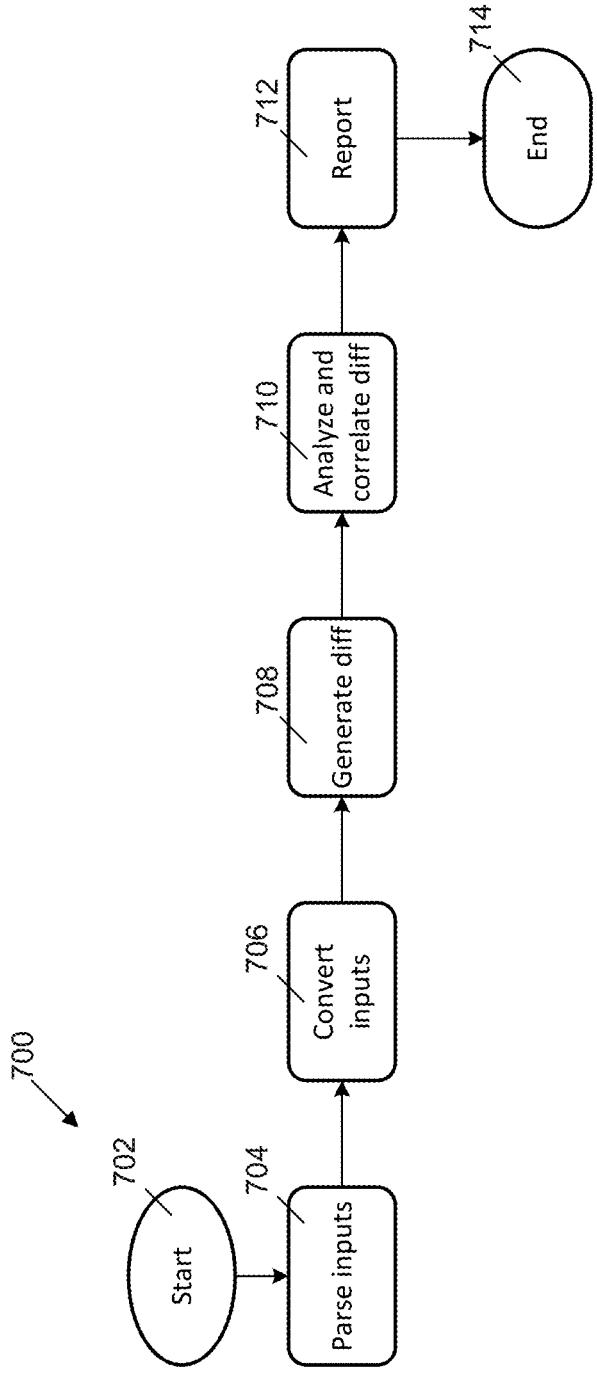 700
702
Start
704
Parse inputs
706
Convert
inputs
708
Generate diff
710
Analyze and
correlate diff
712
Report
714
End